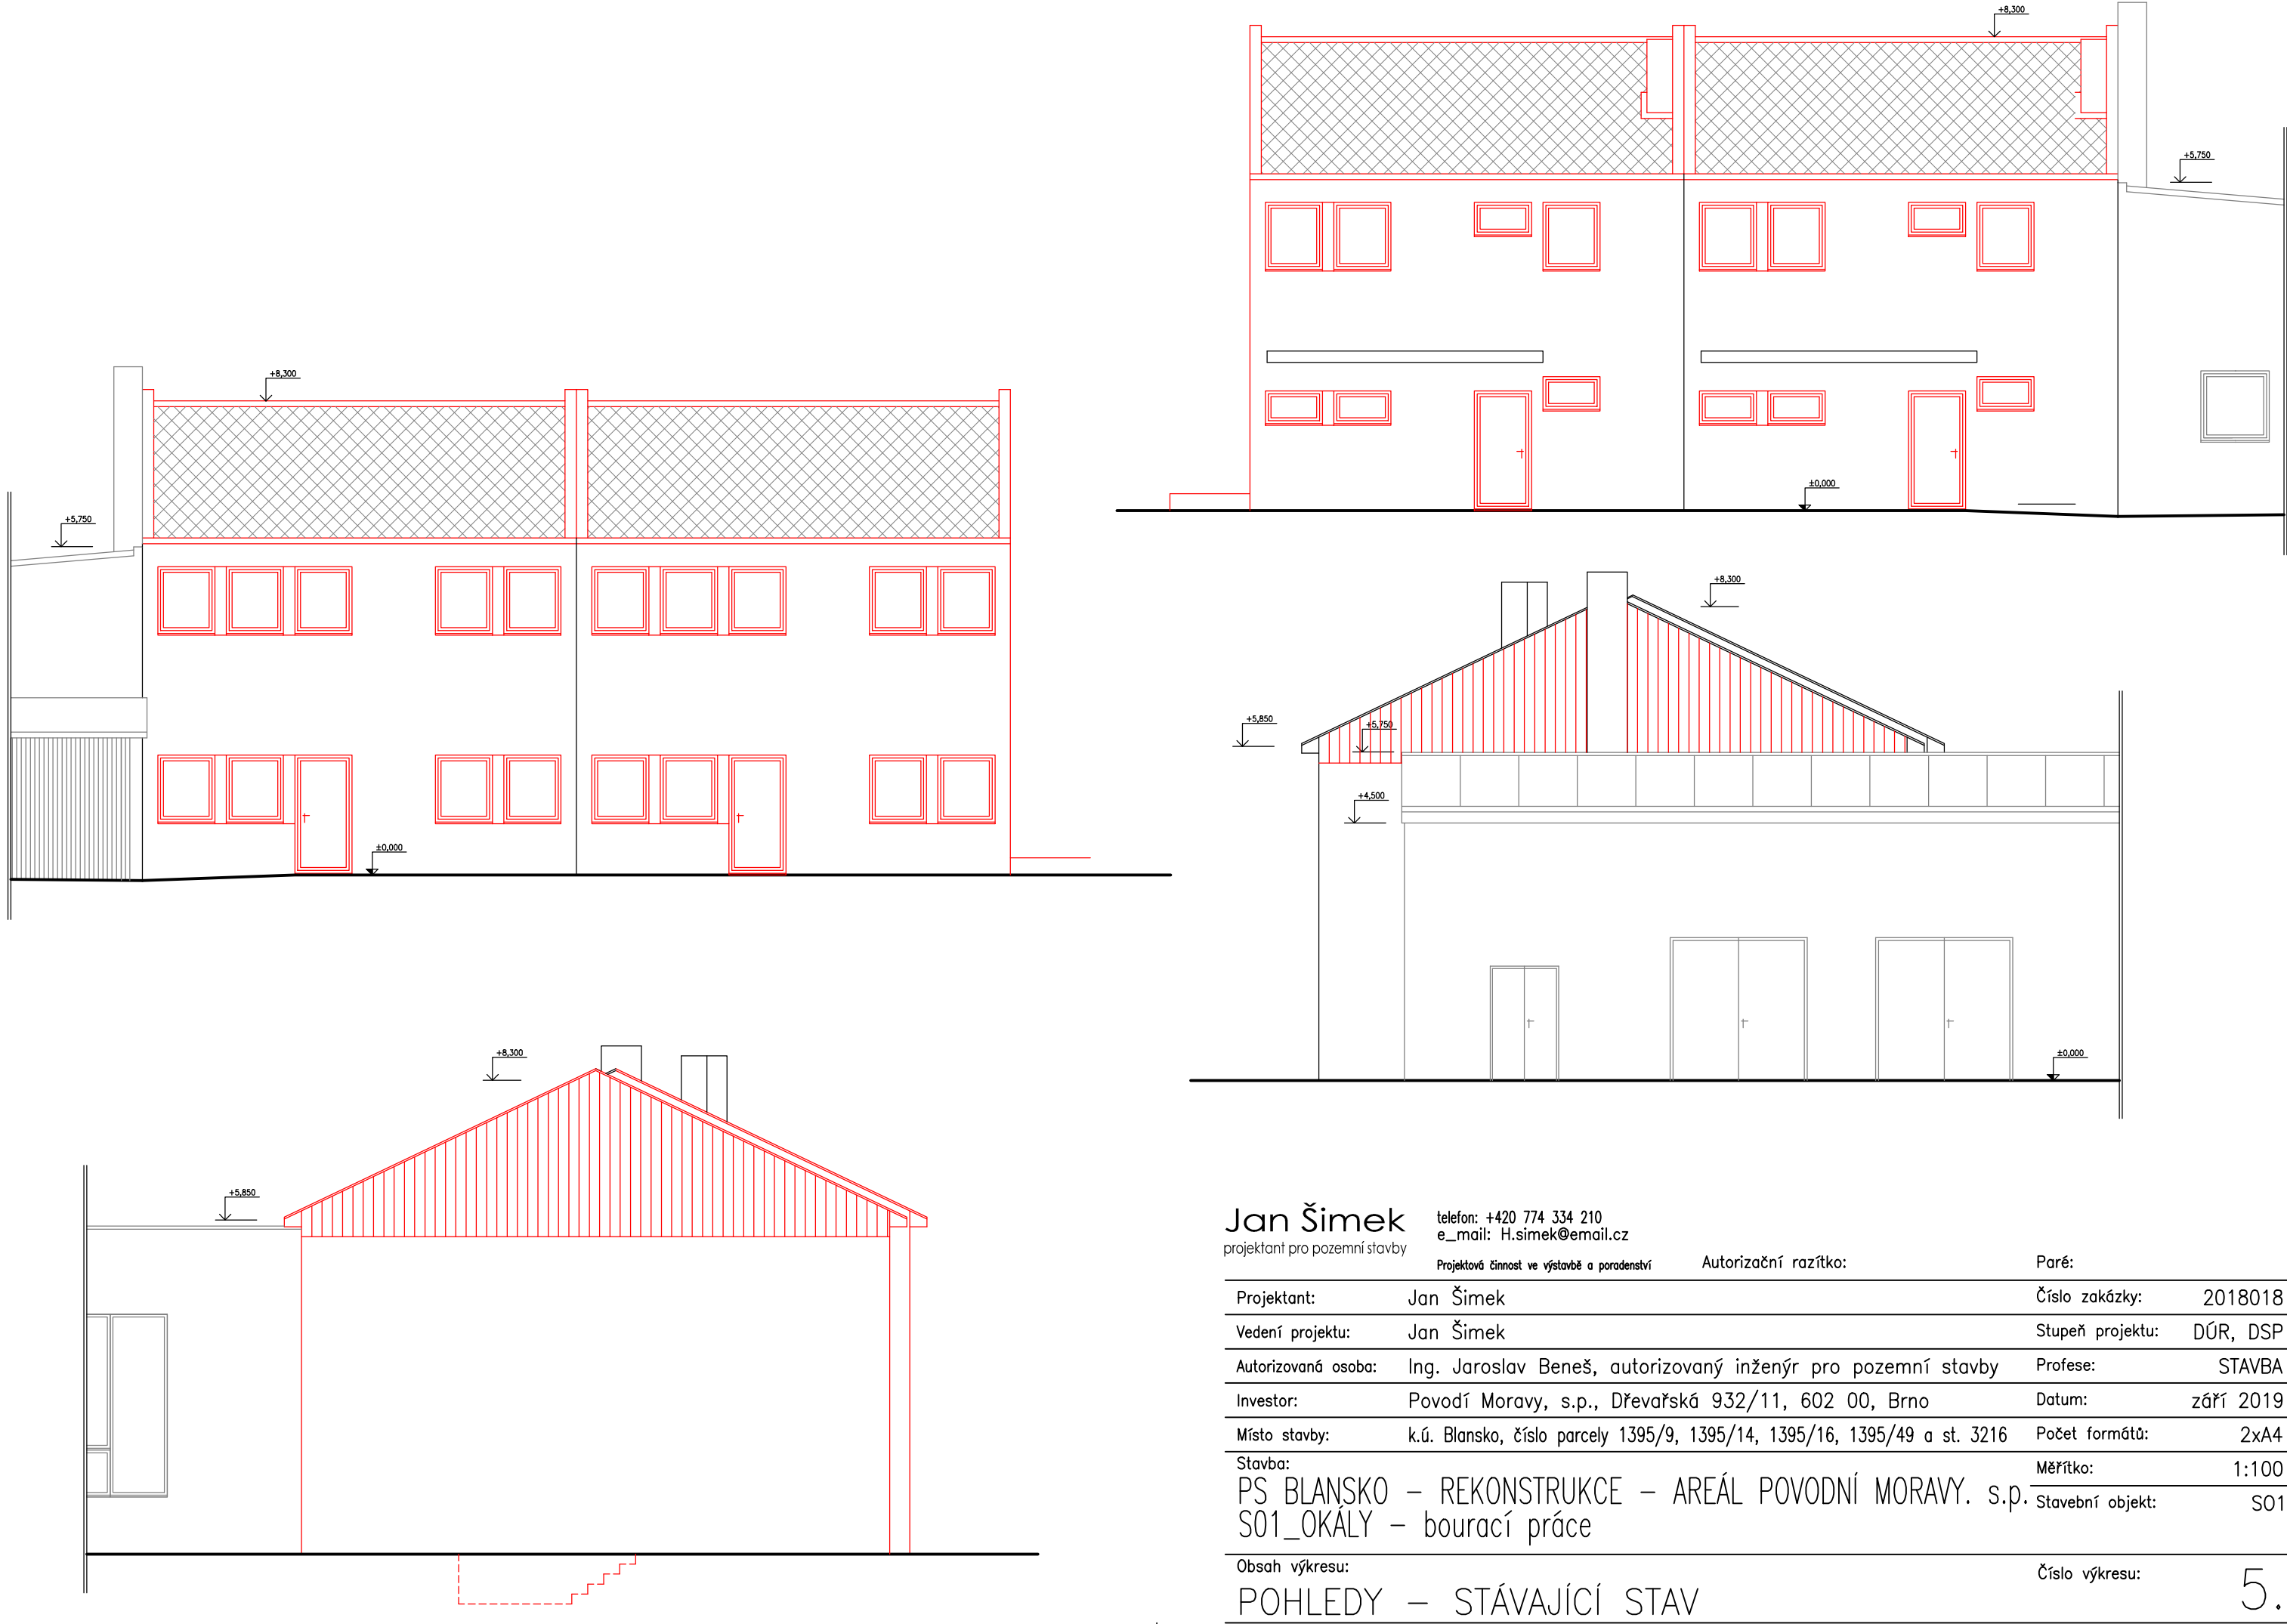 +8,300
+5,750
±0,000
+8,300
+5,750
±0,000
+8,300
+5,850
+5,750
+4,500
±0,000
+8,300
+5,850
Jan Šimek
projektant pro pozemní stavby
telefon: +420 774 334 210
e_mail: H.simek@email.cz
Projektová činnost ve výstavbě a poradenství
Autorizační razítko:
Paré:
Projektant: Jan Šimek
Číslo zakázky: 2018018
Vedení projektu: Jan Šimek
Stupeň projektu: DÚR, DSP
Autorizovaná osoba: Ing. Jaroslav Beneš, autorizovaný inženýr pro pozemní stavby
Profese: STAVBA
Investor: Povodí Moravy, s.p., Dřevařská 932/11, 602 00, Brno
Datum: září 2019
Místo stavby: k.ú. Blansko, číslo parcely 1395/9, 1395/14, 1395/16, 1395/49 a st. 3216
Počet formátů: 2xA4
Stavba:
PS BLANSKO – REKONSTRUKCE – AREÁL POVODNÍ MORAVY. s.p.
S01_OKÁLY – bourací práce
Měřítko: 1:100
Stavební objekt: SO1
Obsah výkresu:
POHLEDY – STÁVAJÍCÍ STAV
Číslo výkresu: 5.